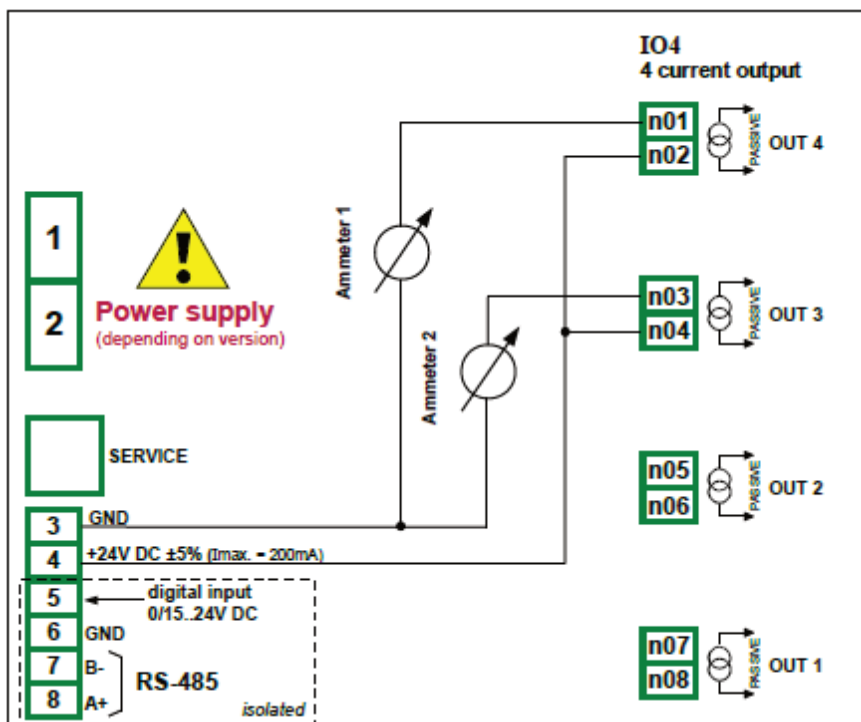 IO4
4 current output
n01
n02
PASSIVE
OUT 4
Ammeter 1
1
2
!
Power supply
(depending on version)
n03
n04
PASSIVE
OUT 3
Ammeter 2
SERVICE
n05
n06
PASSIVE
OUT 2
3
GND
4
+24V DC ±5% (Imax. = 200mA)
5
digital input
0/15..24V DC
6
GND
7
B-
RS-485
8
A+
isolated
n07
n08
PASSIVE
OUT 1